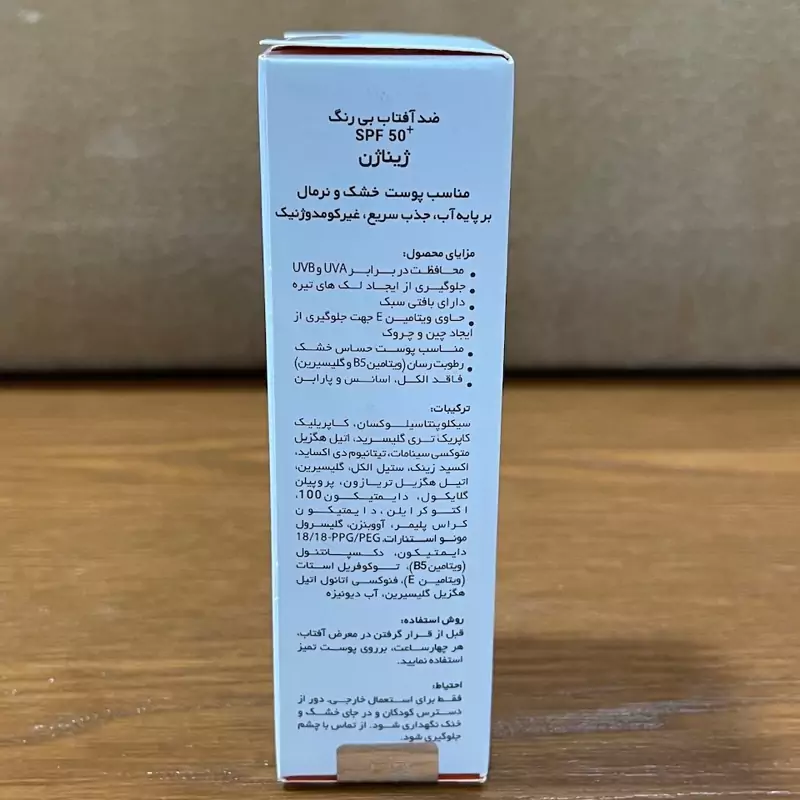 ضدآفتاب بی رنگ
SPF 50+
ژیناژن
مناسب پوست خشک و نرمال
بر پایه آب، جذب سریع، غیرکومدوژنیک
مزایای محصول:
• محافظت در برابر UVA و UVB
• جلوگیری از ایجاد لک های تیره
دارای بافتی سبک
• حاوی ویتامین E جهت جلوگیری از
ایجاد چین و چروک
• مناسب پوست حساس خشک
• رطوبت رسان (ویتامین B5 و گلیسیرین)
• فاقد الکل، اسانس و پارابن
ترکیبات:
سیکلوپنتاسیلوکسان، کاپریلیک
کاپریک تری گلیسرید، اتیل هگزیل
متوکسی سینامات، تیتانیوم دی اکساید،
اکسید زینک، ستیل الکل، گلیسیرین،
اتیل هگزیل تریازون، پروپیلن
گلایکول، دایمتیکون 100،
اکتوکرایلن، دایمتیکون
کراس پلیمر، آووبنزن، گلیسرول
مونو استئارات، 18/18-PPG/PEG
دایمتیکون، دکسپانتنول
(ویتامین B5)، توکوفریل استات
(ویتامین E)، فنوکسی اتانول اتیل
هگزیل گلیسیرین، آب دیونیزه
روش استفاده:
قبل از قرار گرفتن در معرض آفتاب،
هر چهارساعت، برروی پوست تمیز
استفاده نمایید.
احتیاط:
فقط برای استعمال خارجی. دور از
دسترس کودکان و در جای خشک و
خنک نگهداری شود. از تماس با چشم
جلوگیری شود.